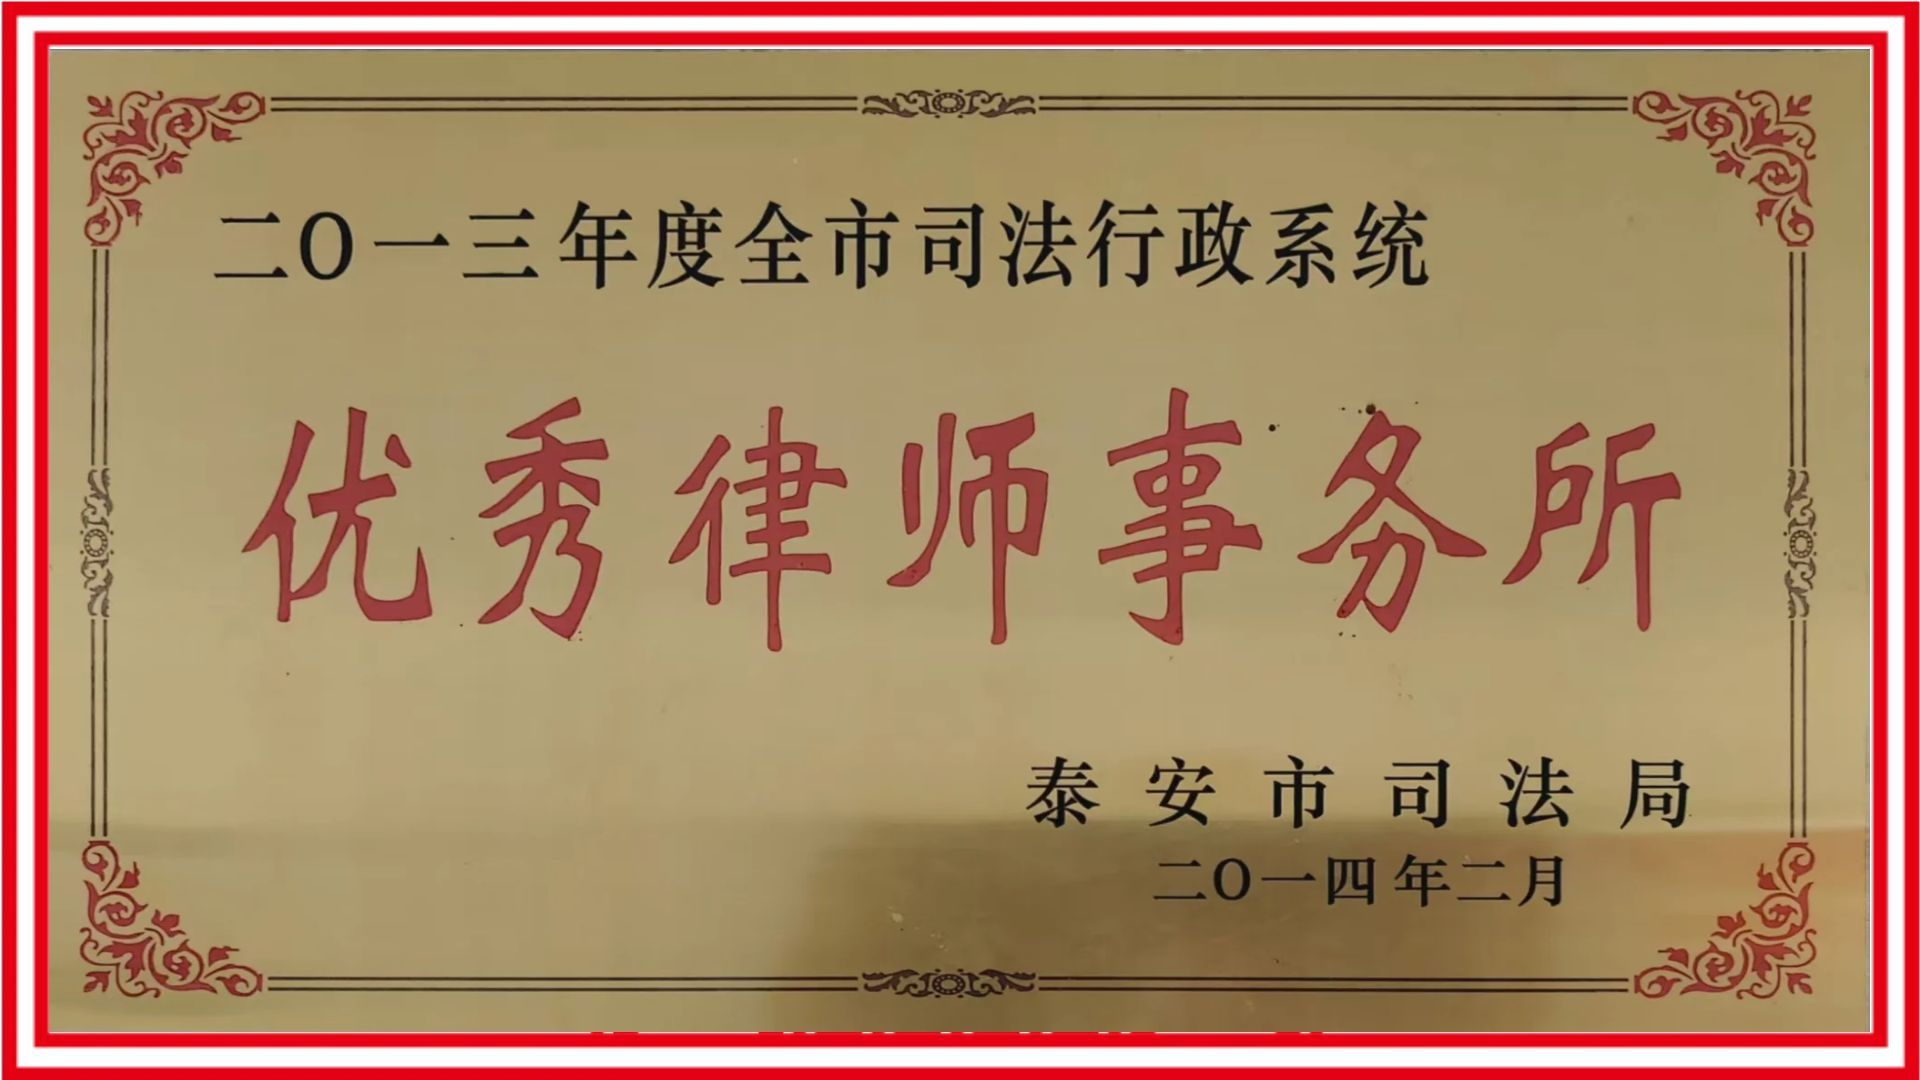 二〇一三年度全市司法行政系统
优秀律师事务所
泰安市司法局
二〇一四年二月